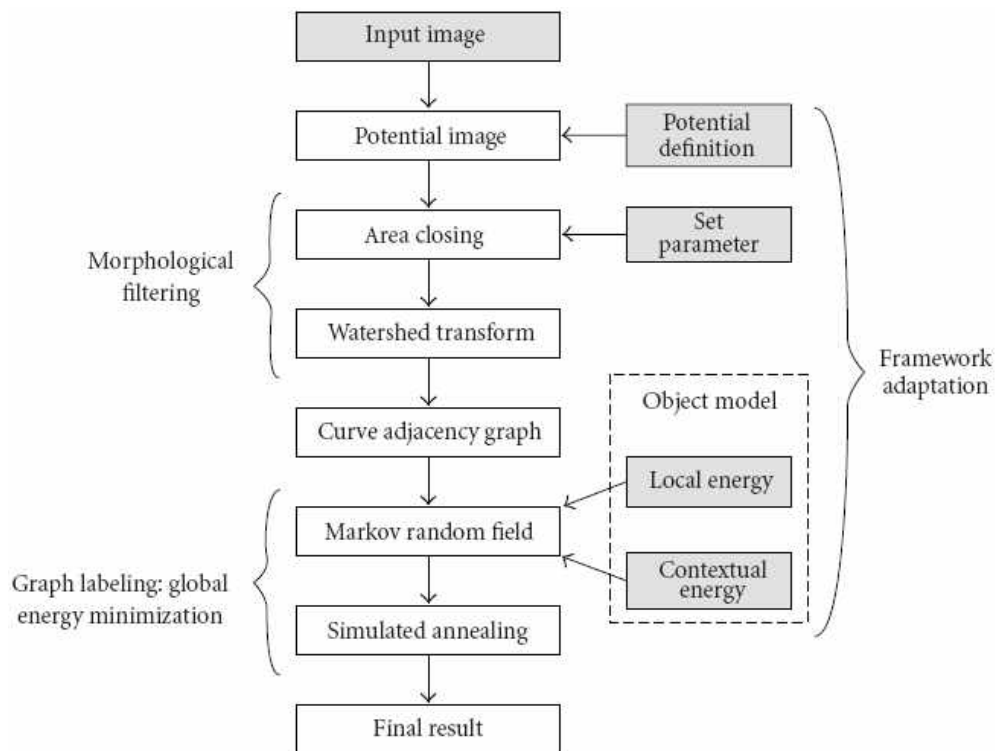 Input image
Potential image
Potential
definition
Area closing
Set
parameter
Morphological
filtering
Watershed transform
Framework
adaptation
Object model
Curve adjacency graph
Local energy
Markov random field
Contextual
energy
Graph labeling: global
energy minimization
Simulated annealing
Final result